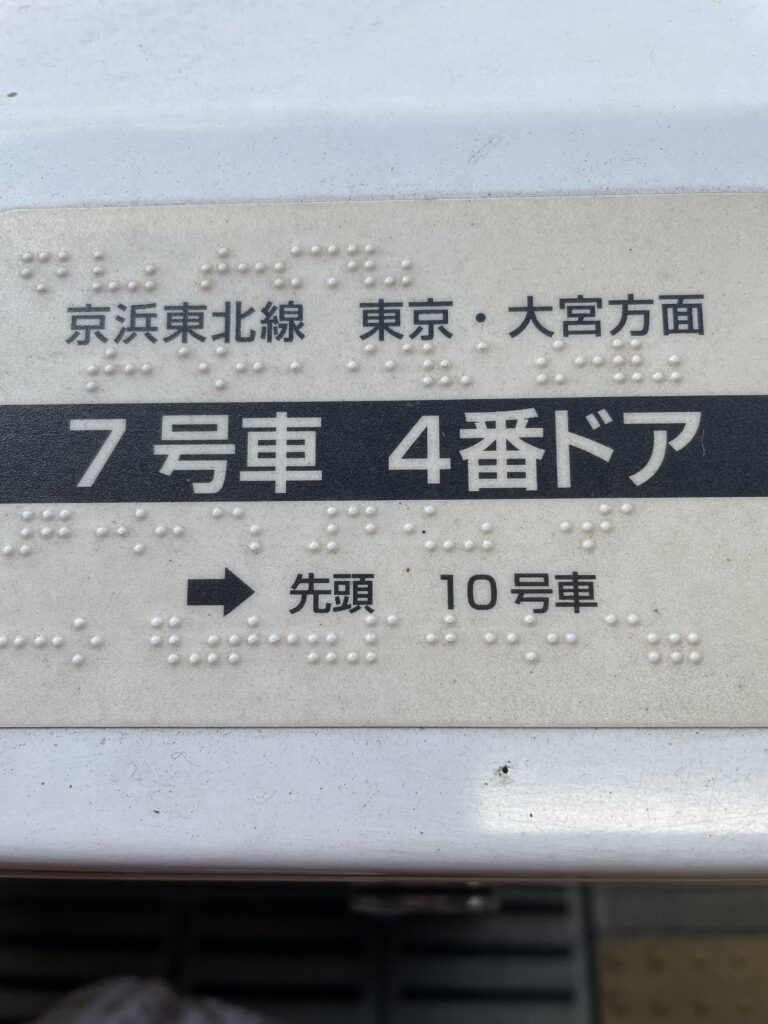 京浜東北線　東京・大宮方面
7号車 4番ドア
➡ 先頭　10号車